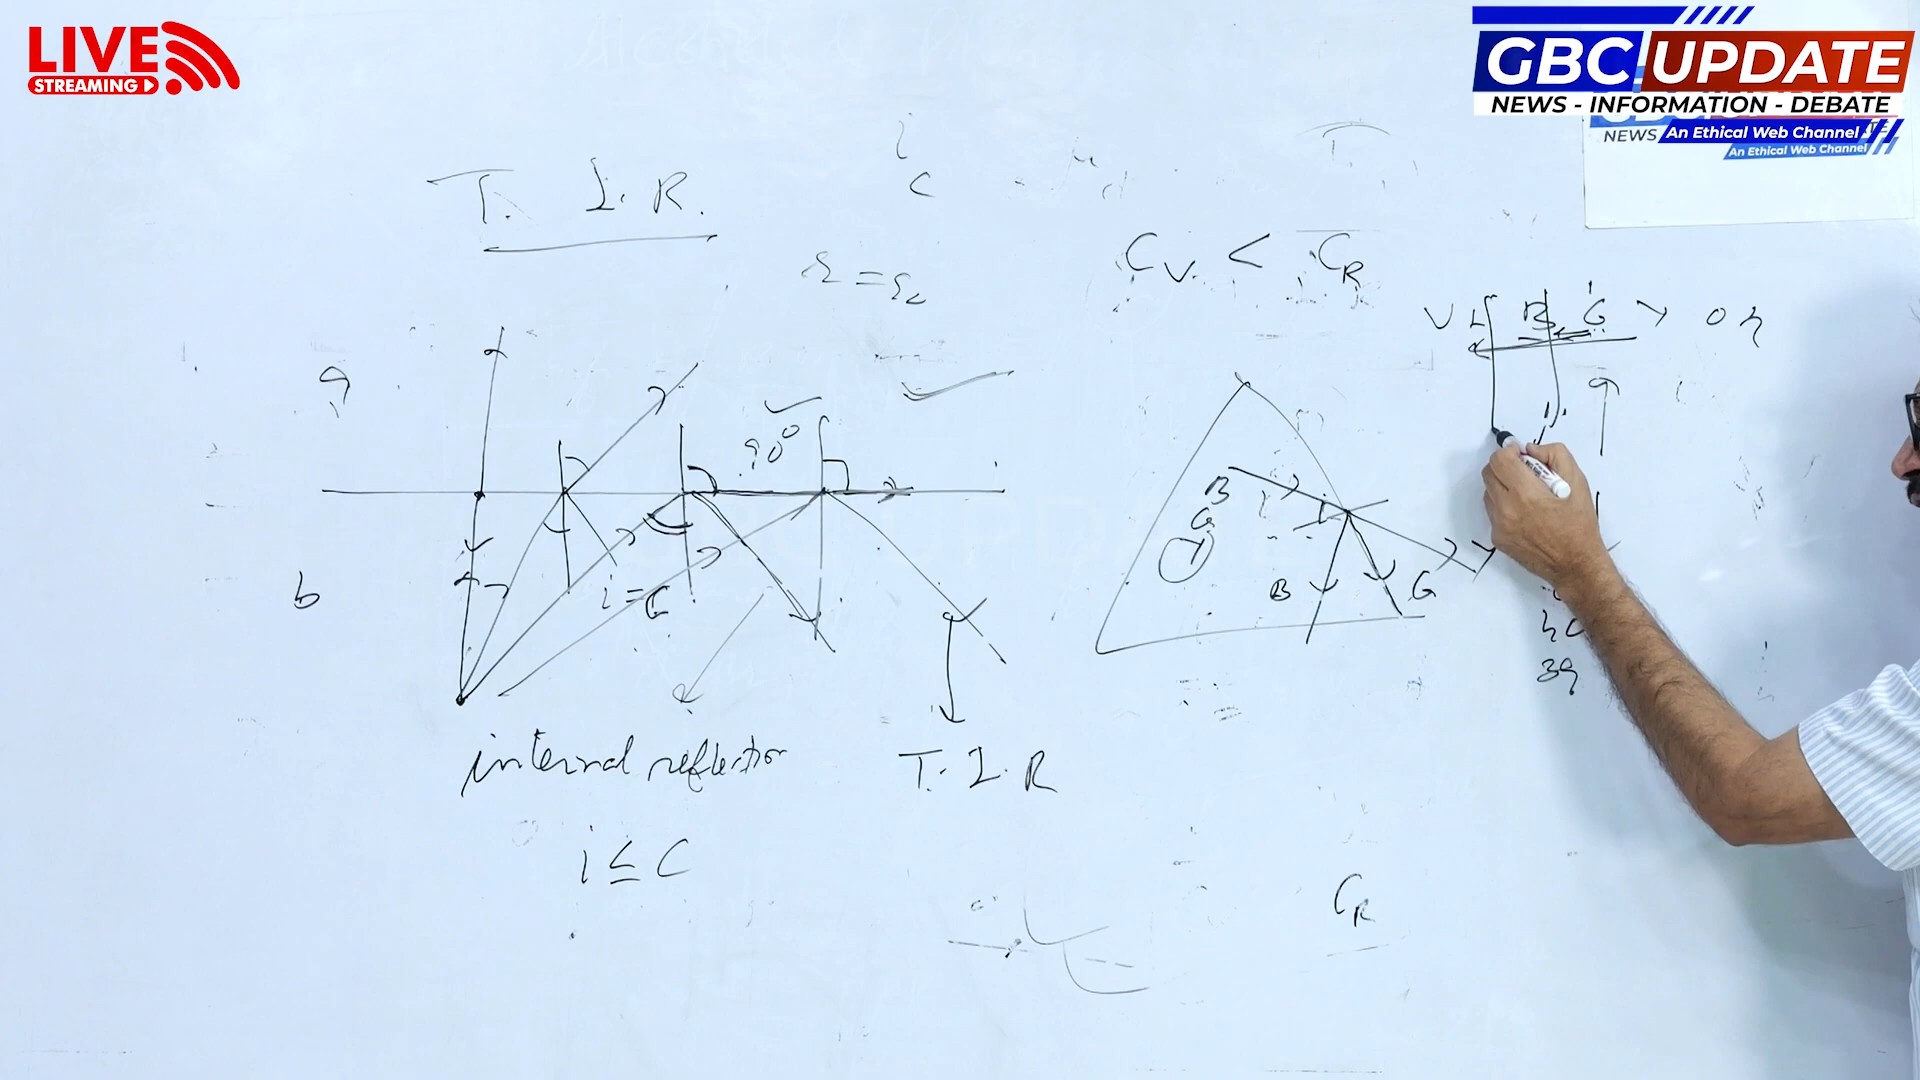 LIVE
STREAMING
GBC UPDATE
NEWS - INFORMATION - DEBATE
An Ethical Web Channel
NEWS
An Ethical Web Channel
T. I. R.
i
c
C_V < C_R
V I B G Y O R
a
90°
B
G
Y
i
b
i = C
B
G
Y
39
internal reflection
T. I. R
i ≤ C
C_R